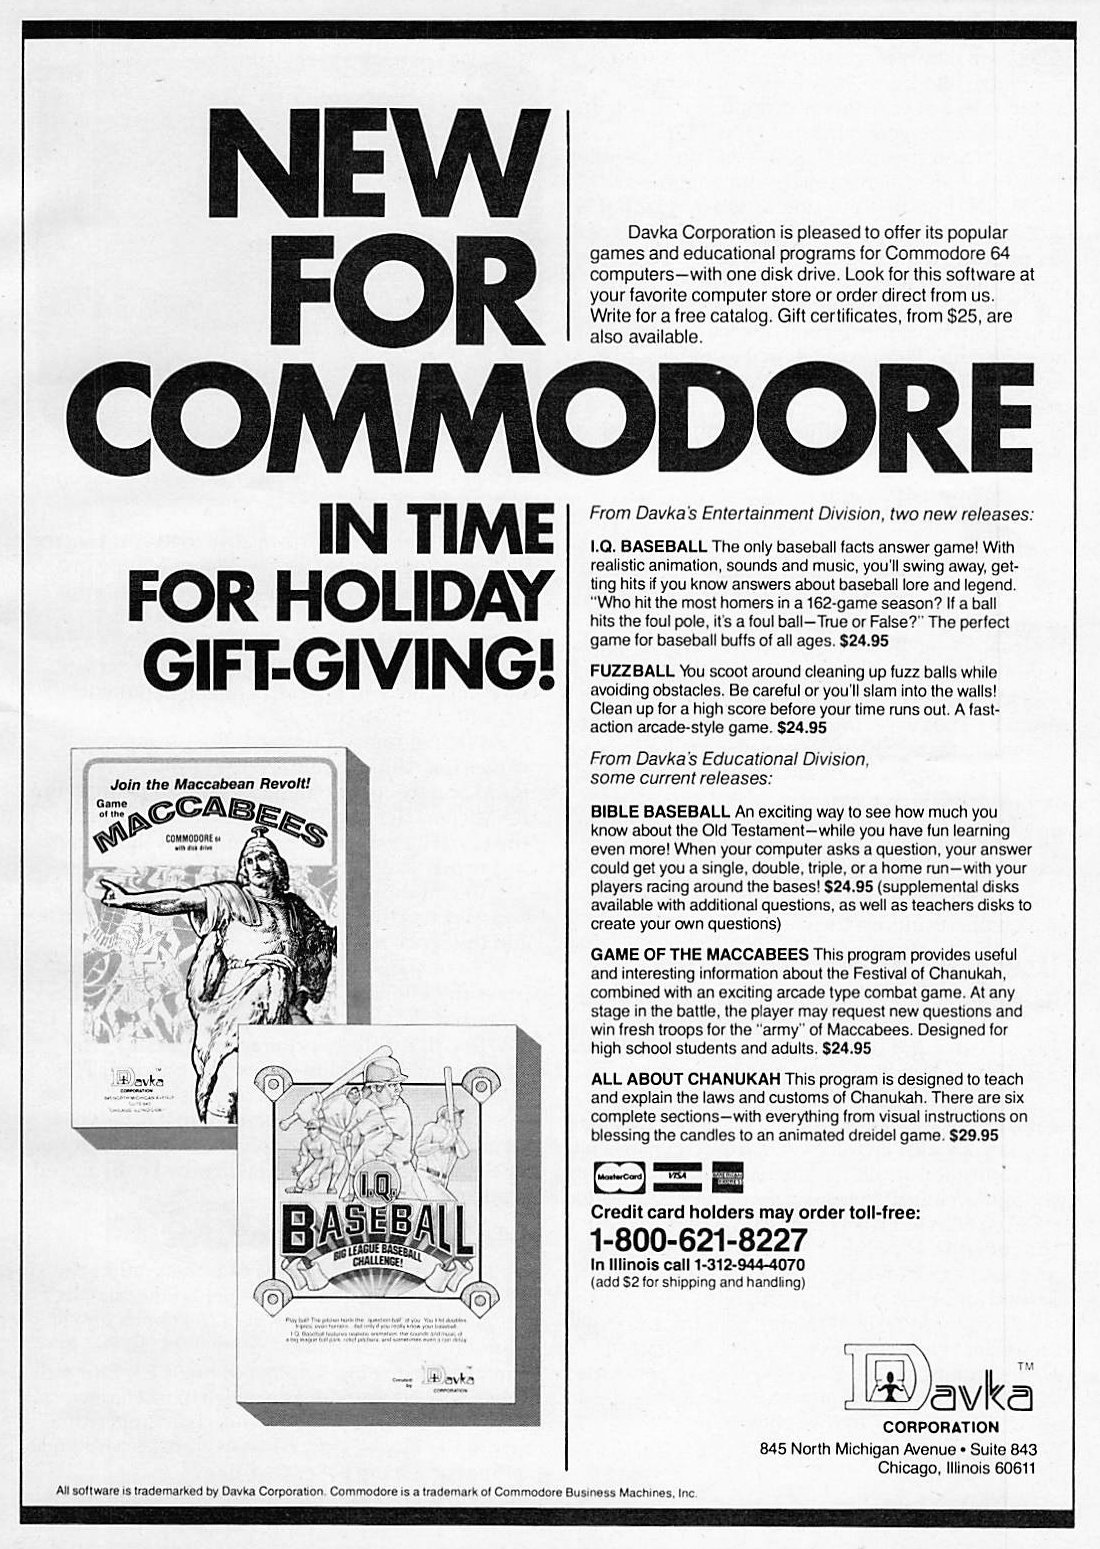 NEW
FOR
COMMODORE
Davka Corporation is pleased to offer its popular
games and educational programs for Commodore 64
computers—with one disk drive. Look for this software at
your favorite computer store or order direct from us.
Write for a free catalog. Gift certificates, from $25, are
also available.
IN TIME
FOR HOLIDAY
GIFT-GIVING!
Join the Maccabean Revolt!
Game
of the
MACCABEES
COMMODORE 64
with disk drive
Davka™
CORPORATION
845 NORTH MICHIGAN AVENUE
SUITE 843
CHICAGO, ILLINOIS 60611
I.Q.
BASEBALL
BIG LEAGUE BASEBALL
CHALLENGE!
Created
by
Davka™
CORPORATION
From Davka's Entertainment Division, two new releases:
I.Q. BASEBALL The only baseball facts answer game! With
realistic animation, sounds and music, you'll swing away, get-
ting hits if you know answers about baseball lore and legend.
"Who hit the most homers in a 162-game season? If a ball
hits the foul pole, it's a foul ball—True or False?" The perfect
game for baseball buffs of all ages. $24.95
FUZZBALL You scoot around cleaning up fuzz balls while
avoiding obstacles. Be careful or you'll slam into the walls!
Clean up for a high score before your time runs out. A fast-
action arcade-style game. $24.95
From Davka's Educational Division,
some current releases:
BIBLE BASEBALL An exciting way to see how much you
know about the Old Testament—while you have fun learning
even more! When your computer asks a question, your answer
could get you a single, double, triple, or a home run—with your
players racing around the bases! $24.95 (supplemental disks
available with additional questions, as well as teachers disks to
create your own questions)
GAME OF THE MACCABEES This program provides useful
and interesting information about the Festival of Chanukah,
combined with an exciting arcade type combat game. At any
stage in the battle, the player may request new questions and
win fresh troops for the "army" of Maccabees. Designed for
high school students and adults. $24.95
ALL ABOUT CHANUKAH This program is designed to teach
and explain the laws and customs of Chanukah. There are six
complete sections—with everything from visual instructions on
blessing the candles to an animated dreidel game. $29.95
MasterCard VISA AMERICAN EXPRESS
Credit card holders may order toll-free:
1-800-621-8227
In Illinois call 1-312-944-4070
(add $2 for shipping and handling)
Davka™
CORPORATION
845 North Michigan Avenue • Suite 843
Chicago, Illinois 60611
All software is trademarked by Davka Corporation. Commodore is a trademark of Commodore Business Machines, Inc.